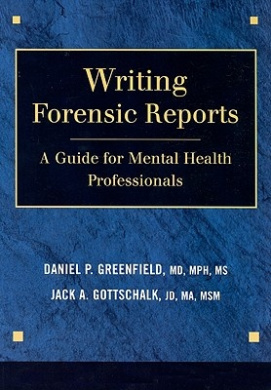 Writing
Forensic Reports
A Guide for Mental Health
Professionals
DANIEL P. GREENFIELD, MD, MPH, MS
JACK A. GOTTSCHALK, JD, MA, MSM